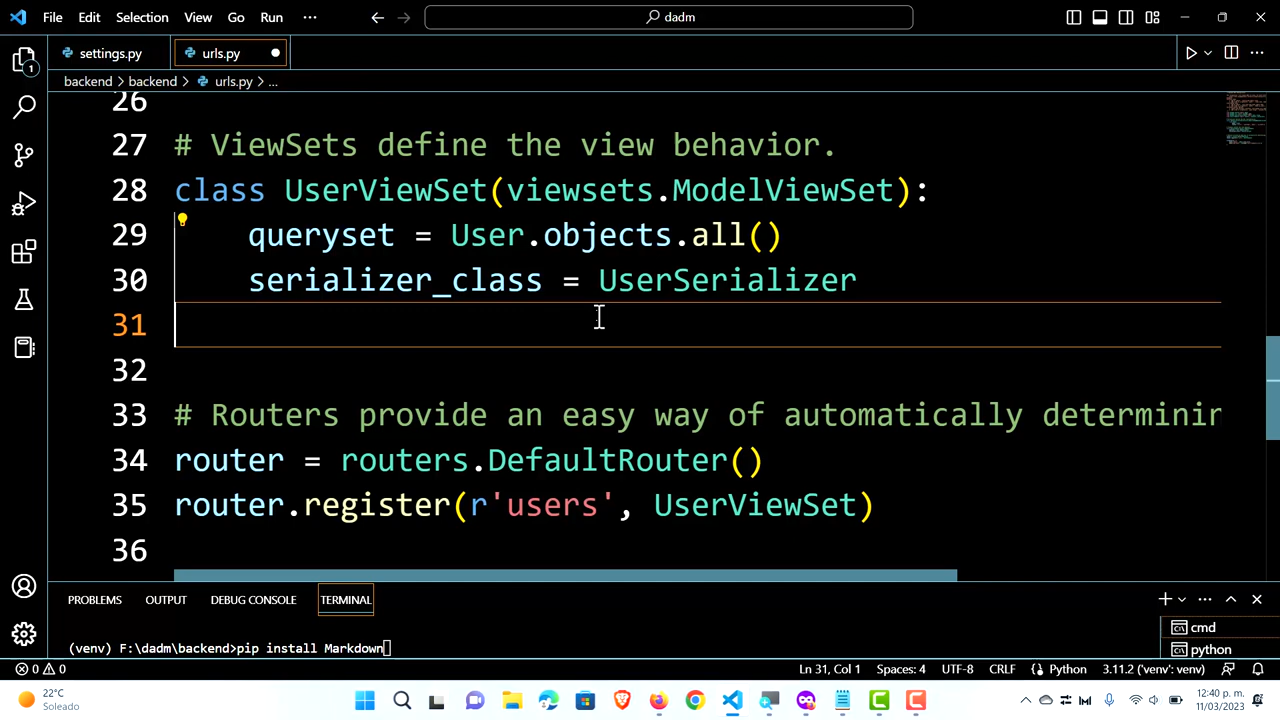 File Edit Selection View Go Run ··· dadm
settings.py urls.py
backend > backend > urls.py > ...
1
26
27 # ViewSets define the view behavior.
28 class UserViewSet(viewsets.ModelViewSet):
29 queryset = User.objects.all()
30 serializer_class = UserSerializer
31
32
33 # Routers provide an easy way of automatically determinin
34 router = routers.DefaultRouter()
35 router.register(r'users', UserViewSet)
36
PROBLEMS OUTPUT DEBUG CONSOLE TERMINAL
cmd
(venv) F:\dadm\backend>pip install Markdown
python
0 0 Ln 31, Col 1 Spaces: 4 UTF-8 CRLF Python 3.11.2 ('venv': venv)
22°C
Soleado
12:40 p. m.
11/03/2023